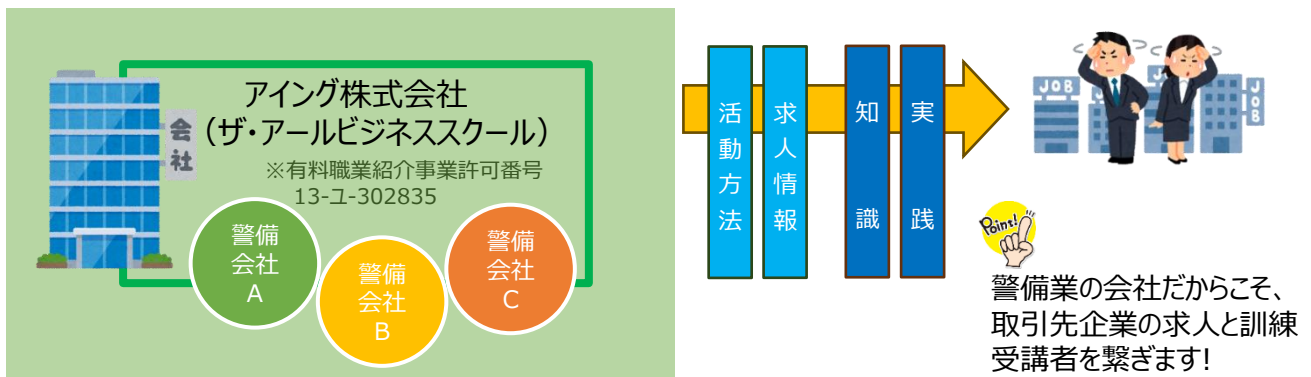 会社
アイング株式会社
(ザ・アールビジネススクール)
※有料職業紹介事業許可番号
13-ユ-302835
警備
会社
A
警備
会社
B
警備
会社
C
活動方法
求人情報
知識
実践
JOB
JOB
Point!
警備業の会社だからこそ、
取引先企業の求人と訓練
受講者を繋ぎます!